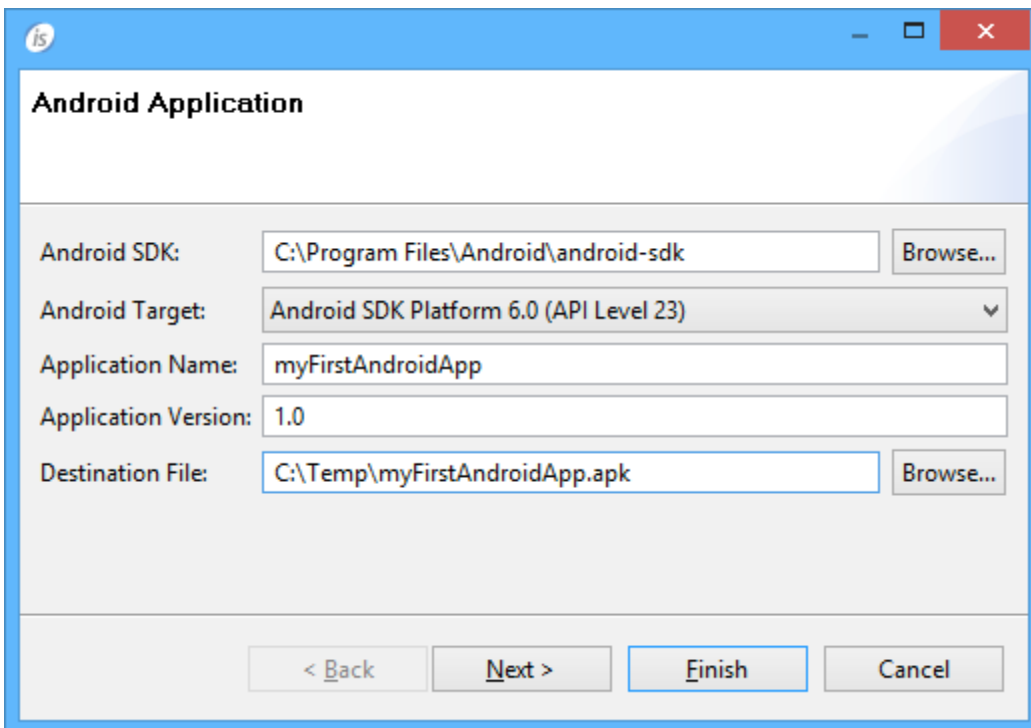 is
Android Application
Android SDK: C:\Program Files\Android\android-sdk Browse...
Android Target: Android SDK Platform 6.0 (API Level 23)
Application Name: myFirstAndroidApp
Application Version: 1.0
Destination File: C:\Temp\myFirstAndroidApp.apk Browse...
< Back Next > Finish Cancel